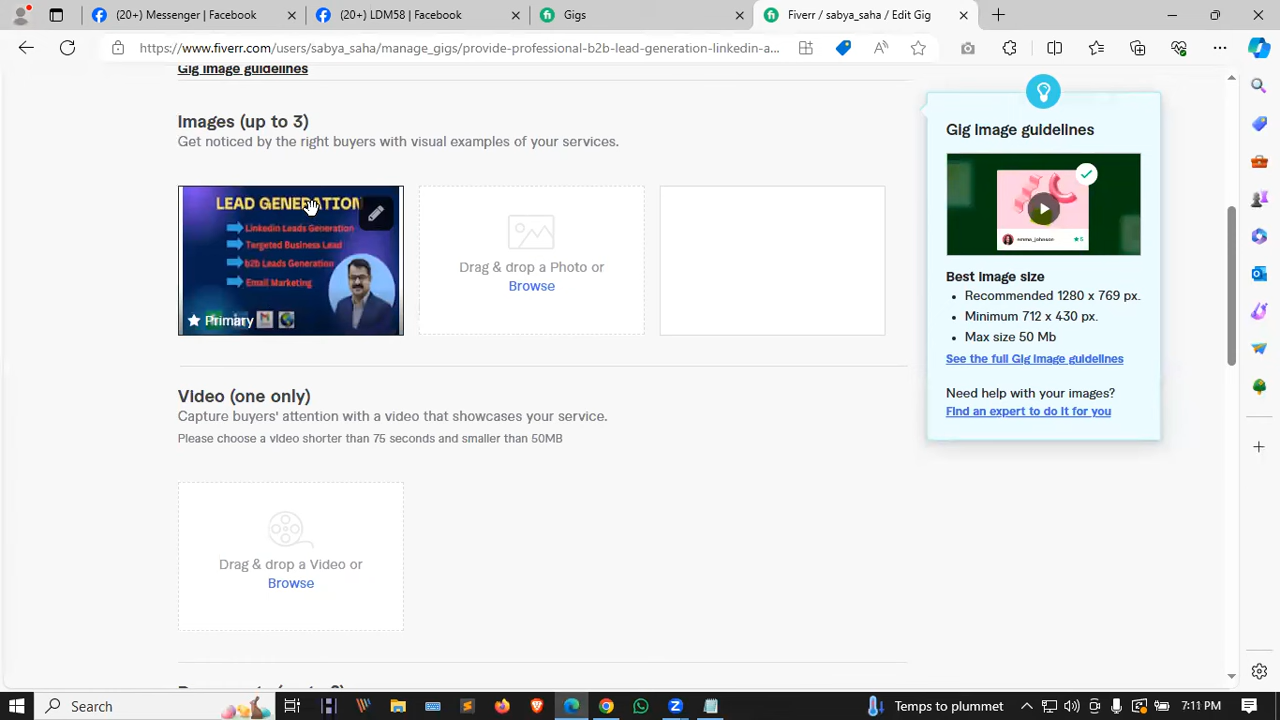 (20+) Messenger | Facebook
(20+) LDM58 | Facebook
Gigs
Fiverr / sabya_saha / Edit Gig
https://www.fiverr.com/users/sabya_saha/manage_gigs/provide-professional-b2b-lead-generation-linkedin-a...
Gig image guidelines
Images (up to 3)
Get noticed by the right buyers with visual examples of your services.
LEAD GENERATION
Linkedin Leads Generation
Targeted Business Lead
b2b Leads Generation
Email Marketing
Primary
Drag & drop a Photo or
Browse
Video (one only)
Capture buyers' attention with a video that showcases your service.
Please choose a video shorter than 75 seconds and smaller than 50MB
Drag & drop a Video or
Browse
Gig image guidelines
emma_johnson
5
Best image size
Recommended 1280 x 769 px.
Minimum 712 x 430 px.
Max size 50 Mb
See the full Gig image guidelines
Need help with your images?
Find an expert to do it for you
Search
Temps to plummet
7:11 PM